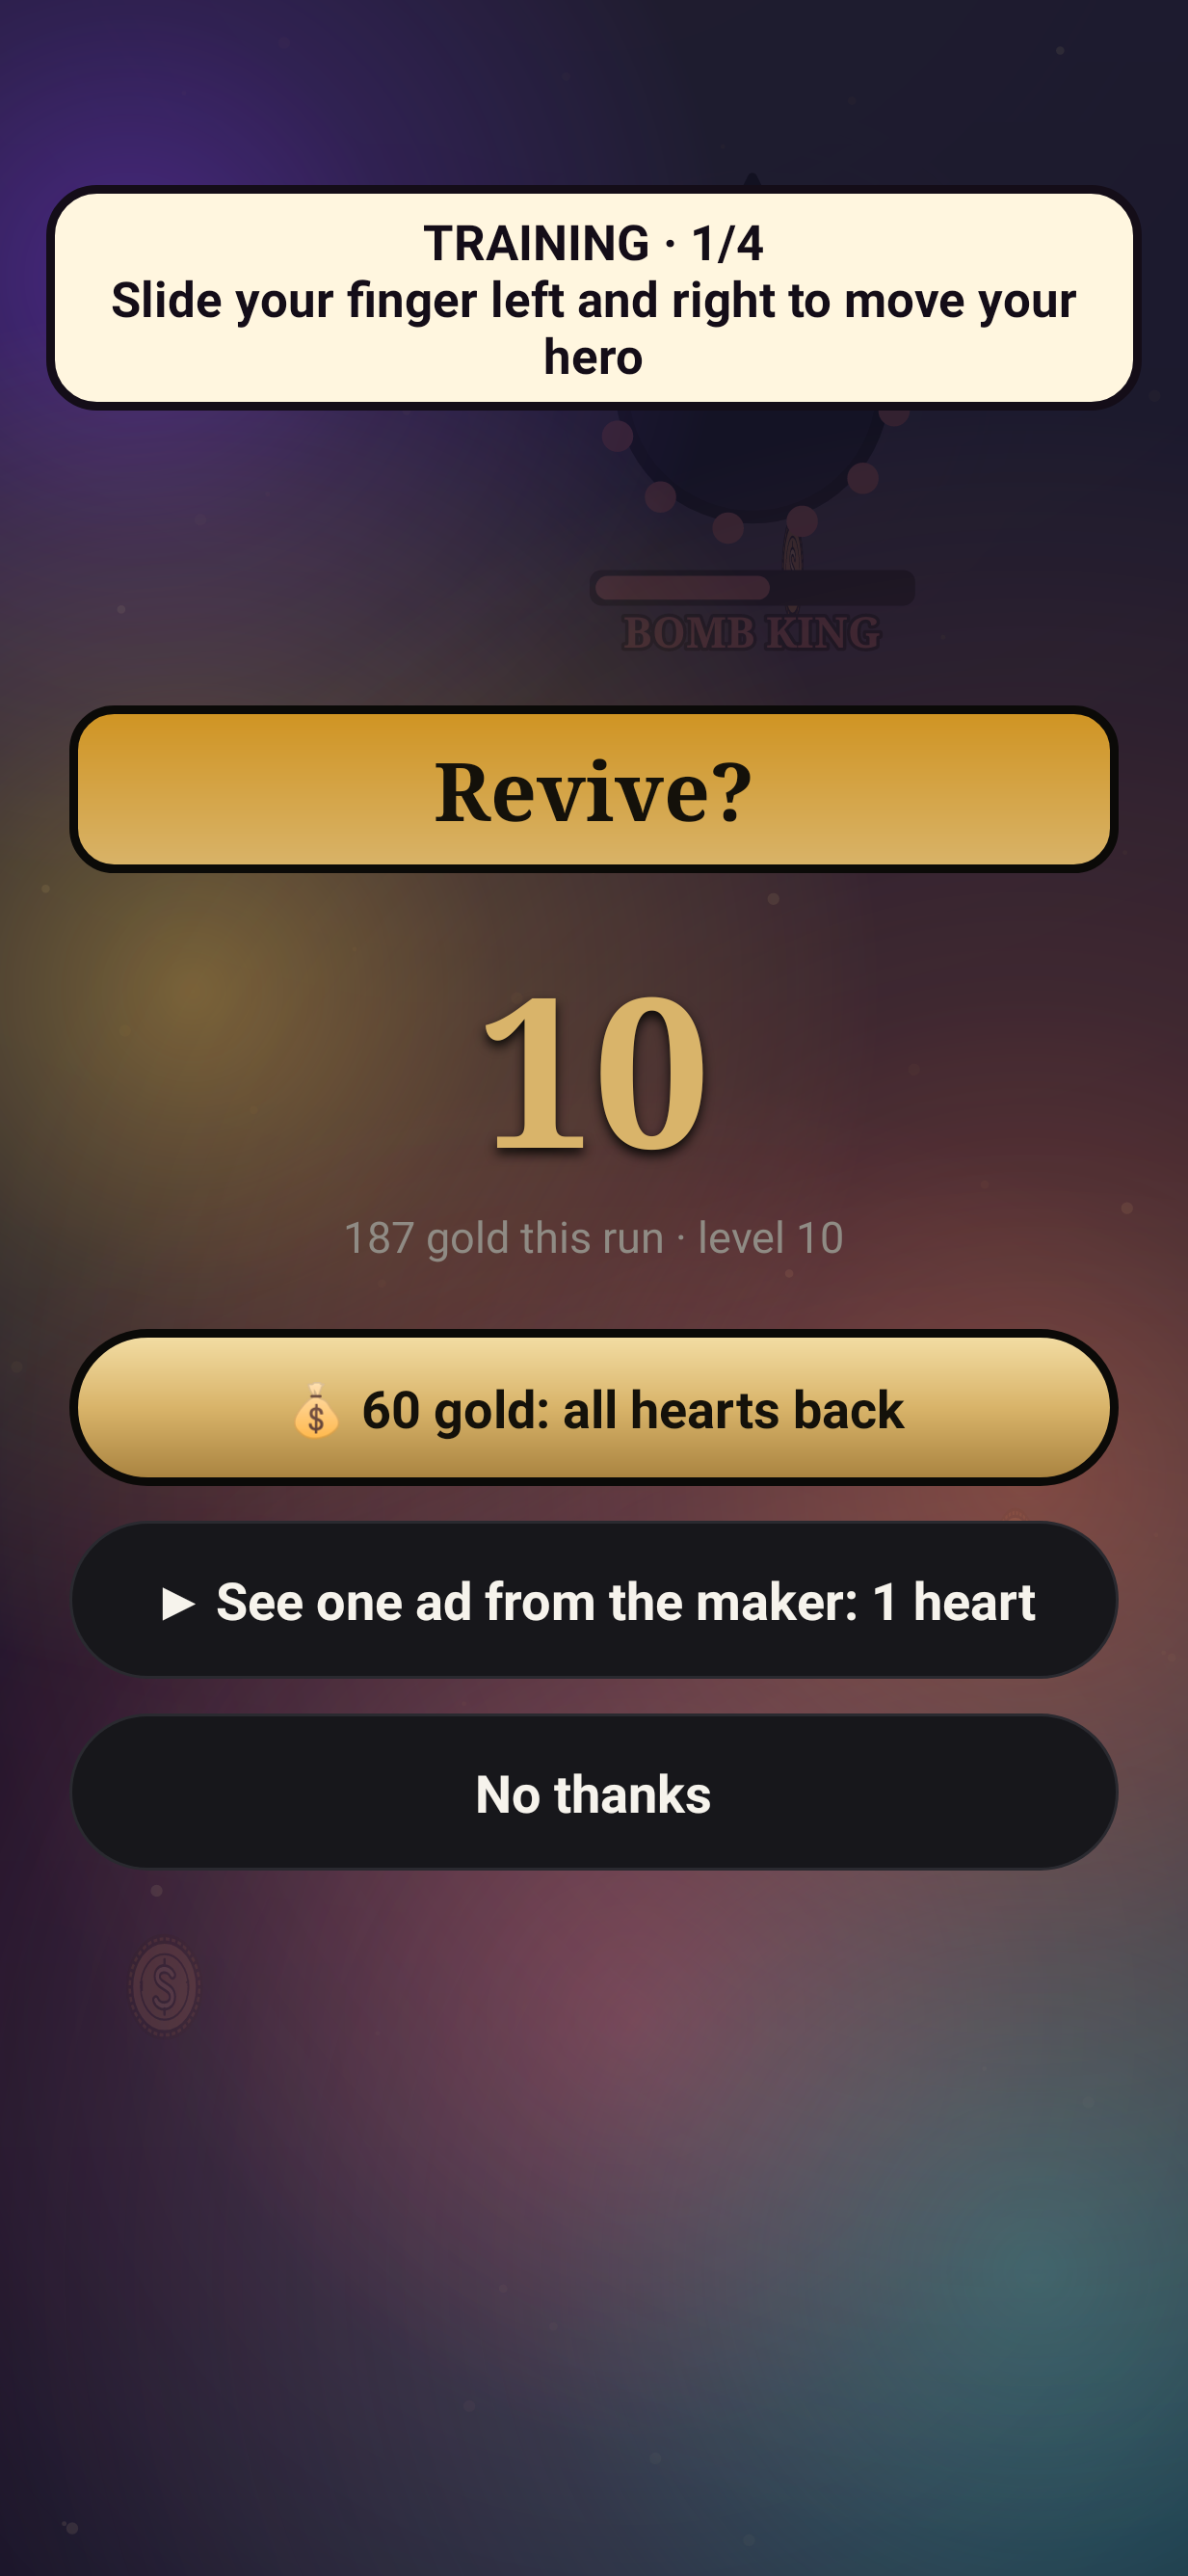 TRAINING · 1/4
Slide your finger left and right to move your
hero
BOMB KING
Revive?
10
187 gold this run · level 10
💰 60 gold: all hearts back
▶ See one ad from the maker: 1 heart
No thanks
$